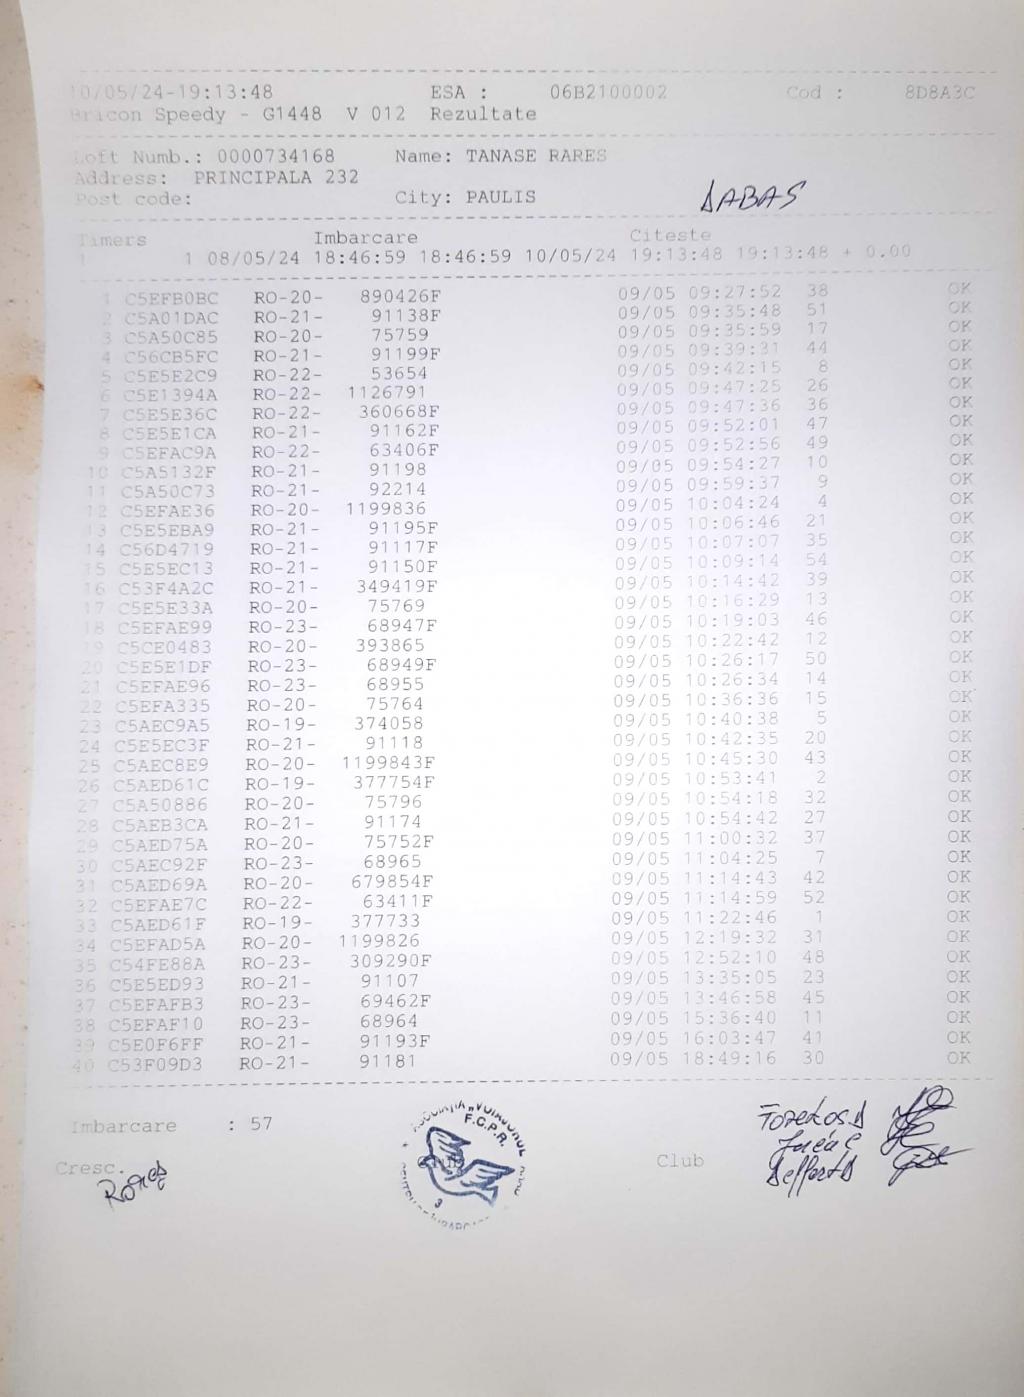 10/05/24-19:13:48 ESA : 06B2100002 Cod : 8D8A3C
Bricon Speedy - G1448 V 012 Rezultate
Loft Numb.: 0000734168 Name: TANASE RARES
Address: PRINCIPALA 232
Post code: City: PAULIS DABAS
Timers Imbarcare Citeste
1 1 08/05/24 18:46:59 18:46:59 10/05/24 19:13:48 19:13:48 + 0.00
1 C5EFB0BC RO-20- 890426F 09/05 09:27:52 38 OK
2 C5A01DAC RO-21- 91138F 09/05 09:35:48 51 OK
3 C5A50C85 RO-20- 75759 09/05 09:35:59 17 OK
4 C56CB5FC RO-21- 91199F 09/05 09:39:31 44 OK
5 C5E5E2C9 RO-22- 53654 09/05 09:42:15 8 OK
6 C5E1394A RO-22- 1126791 09/05 09:47:25 26 OK
7 C5E5E36C RO-22- 360668F 09/05 09:47:36 36 OK
8 C5E5E1CA RO-21- 91162F 09/05 09:52:01 47 OK
9 C5EFAC9A RO-22- 63406F 09/05 09:52:56 49 OK
10 C5A5132F RO-21- 91198 09/05 09:54:27 10 OK
11 C5A50C73 RO-21- 92214 09/05 09:59:37 9 OK
12 C5EFAE36 RO-20- 1199836 09/05 10:04:24 4 OK
13 C5E5EBA9 RO-21- 91195F 09/05 10:06:46 21 OK
14 C56D4719 RO-21- 91117F 09/05 10:07:07 35 OK
15 C5E5EC13 RO-21- 91150F 09/05 10:09:14 54 OK
16 C53F4A2C RO-21- 349419F 09/05 10:14:42 39 OK
17 C5E5E33A RO-20- 75769 09/05 10:16:29 13 OK
18 C5EFAE99 RO-23- 68947F 09/05 10:19:03 46 OK
19 C5CE0483 RO-20- 393865 09/05 10:22:42 12 OK
20 C5E5E1DF RO-23- 68949F 09/05 10:26:17 50 OK
21 C5EFAE96 RO-23- 68955 09/05 10:26:34 14 OK
22 C5EFA335 RO-20- 75764 09/05 10:36:36 15 OK
23 C5AEC9A5 RO-19- 374058 09/05 10:40:38 5 OK
24 C5E5EC3F RO-21- 91118 09/05 10:42:35 20 OK
25 C5AEC8E9 RO-20- 1199843F 09/05 10:45:30 43 OK
26 C5AED61C RO-19- 377754F 09/05 10:53:41 2 OK
27 C5A50886 RO-20- 75796 09/05 10:54:18 32 OK
28 C5AEB3CA RO-21- 91174 09/05 10:54:42 27 OK
29 C5AED75A RO-20- 75752F 09/05 11:00:32 37 OK
30 C5AEC92F RO-23- 68965 09/05 11:04:25 7 OK
31 C5AED69A RO-20- 679854F 09/05 11:14:43 42 OK
32 C5EFAE7C RO-22- 63411F 09/05 11:14:59 52 OK
33 C5AED61F RO-19- 377733 09/05 11:22:46 1 OK
34 C5EFAD5A RO-20- 1199826 09/05 12:19:32 31 OK
35 C54FE88A RO-23- 309290F 09/05 12:52:10 48 OK
36 C5E5ED93 RO-21- 91107 09/05 13:35:05 23 OK
37 C5EFAFB3 RO-23- 69462F 09/05 13:46:58 45 OK
38 C5EFAF10 RO-23- 68964 09/05 15:36:40 11 OK
39 C5E0F6FF RO-21- 91193F 09/05 16:03:47 41 OK
40 C53F09D3 RO-21- 91181 09/05 18:49:16 30 OK
Imbarcare : 57
F.C.P.R.
Cresc. Club Club
Rareș
3